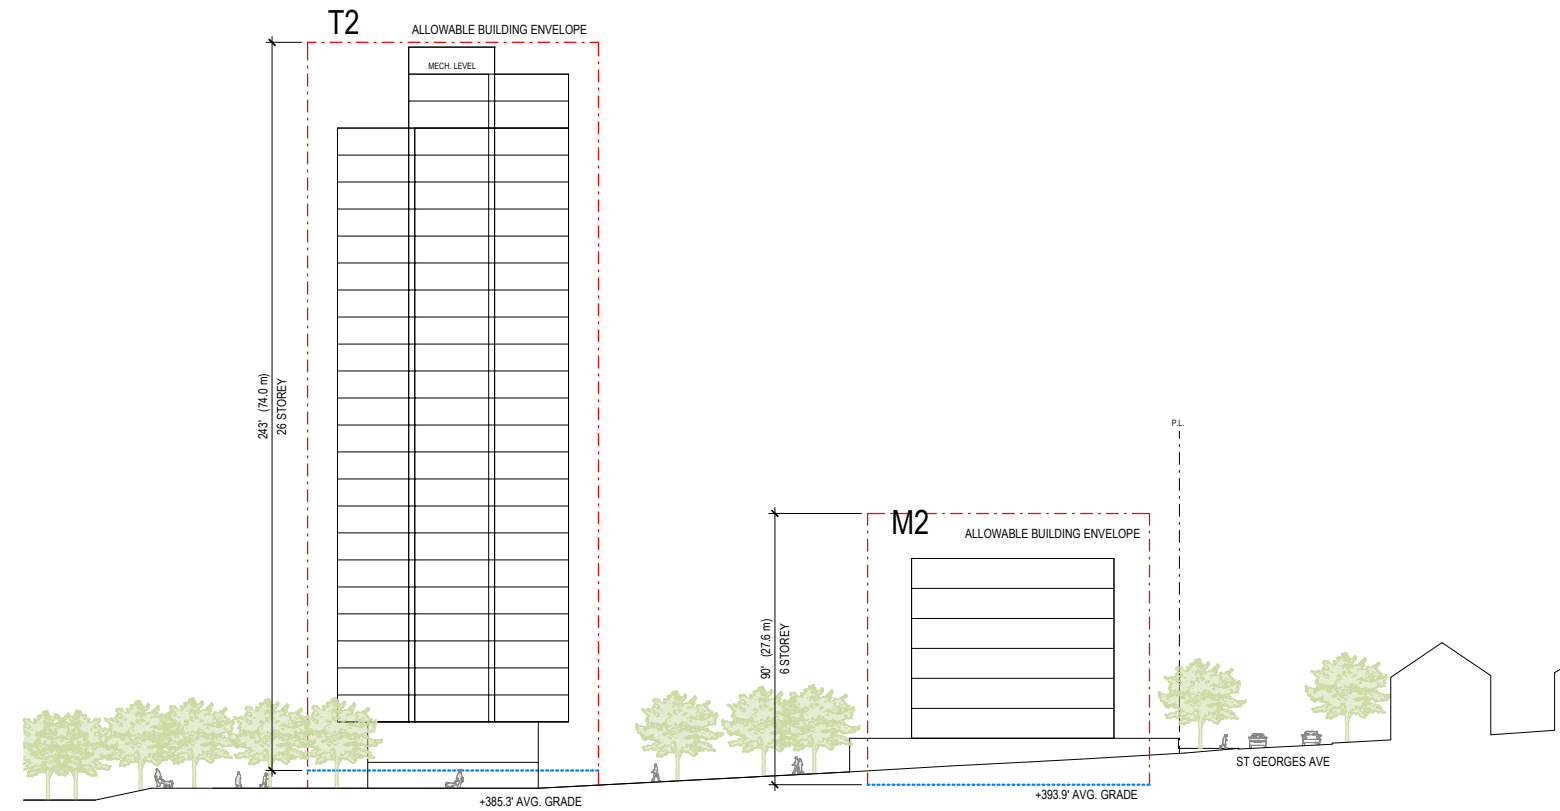 T2
ALLOWABLE BUILDING ENVELOPE
MECH. LEVEL
243' (74.0 m)
26 STOREY
P.L.
M2
ALLOWABLE BUILDING ENVELOPE
90' (27.6 m)
6 STOREY
ST GEORGES AVE
+385.3' AVG. GRADE
+393.9' AVG. GRADE